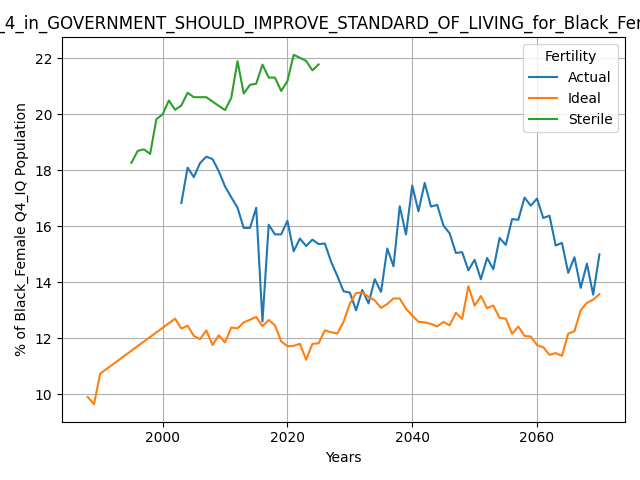 _4_in_GOVERNMENT_SHOULD_IMPROVE_STANDARD_OF_LIVING_for_Black_Fem
Fertility
Actual
Ideal
Sterile
% of Black_Female Q4_IQ Population
22
20
18
16
14
12
10
2000 2020 2040 2060
Years